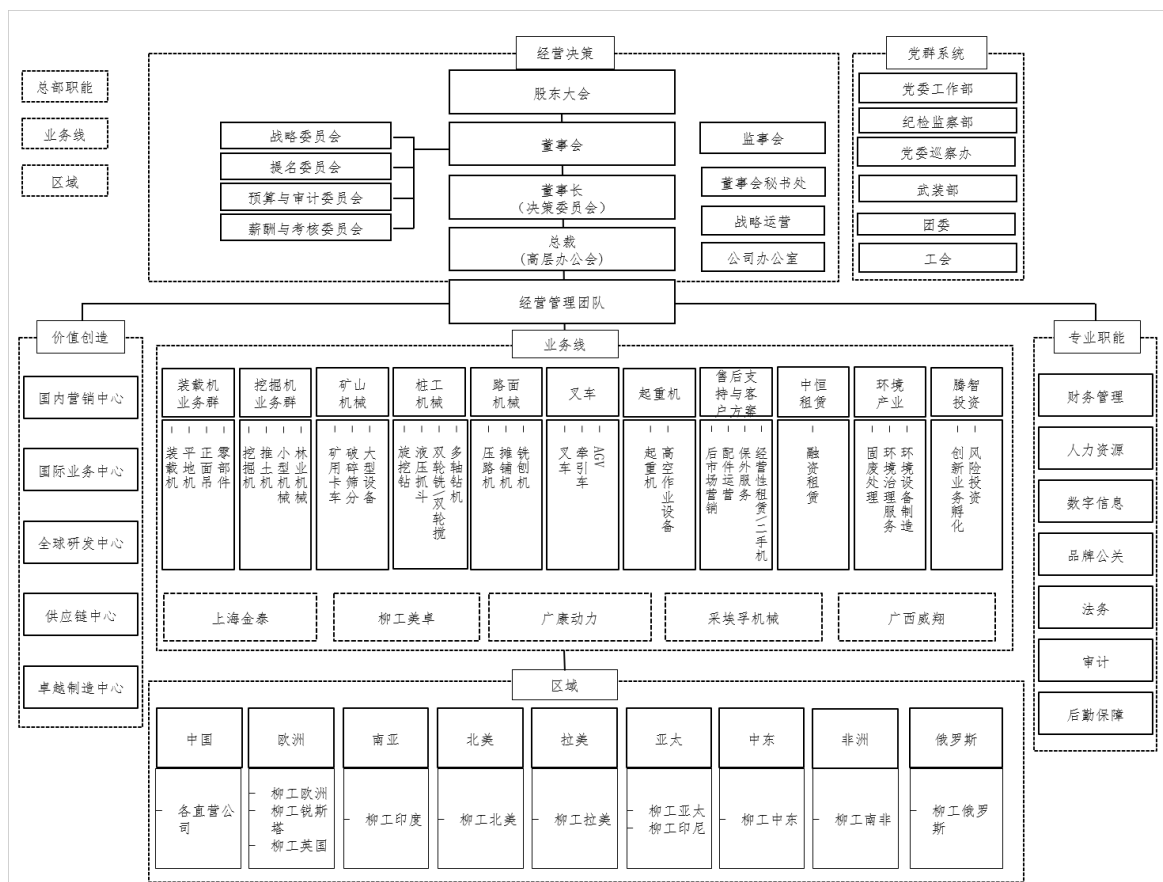 总部职能
业务线
区域
经营决策
股东大会
董事会
董事长
（决策委员会）
总裁
(高层办公会)
战略委员会
提名委员会
预算与审计委员会
薪酬与考核委员会
监事会
董事会秘书处
战略运营
公司办公室
党群系统
党委工作部
纪检监察部
党委巡察办
武装部
团委
工会
经营管理团队
价值创造
国内营销中心
国际业务中心
全球研发中心
供应链中心
卓越制造中心
业务线
装载机
业务群
装载机
平地机
正面吊
零部件
挖掘机
业务群
挖掘机
推土机
小型机械
林业机械
矿山
机械
矿用卡车
破碎筛分
大型设备
桩工
机械
旋挖钻
液压抓斗
双轮铣/双轮搅
多轴钻机
路面
机械
压路机
摊铺机
铣刨机
叉车
叉车
牵引车
AGV
起重机
起重机
高空作业设备
售后支
持与客
户方案
后市场营销
配件运营
保外服务
经营性租赁/二手机
中恒
租赁
融资租赁
环境
产业
固废处理
环境治理服务
环境设备制造
腾智
投资
创新业务孵化
风险投资
上海金泰
柳工美卓
广康动力
采埃孚机械
广西威翔
专业职能
财务管理
人力资源
数字信息
品牌公关
法务
审计
后勤保障
区域
中国
– 各直营公
司
欧洲
– 柳工欧洲
– 柳工锐斯
塔
– 柳工英国
南亚
– 柳工印度
北美
– 柳工北美
拉美
– 柳工拉美
亚太
– 柳工亚太
– 柳工印尼
中东
– 柳工中东
非洲
– 柳工南非
俄罗斯
– 柳工俄罗
斯